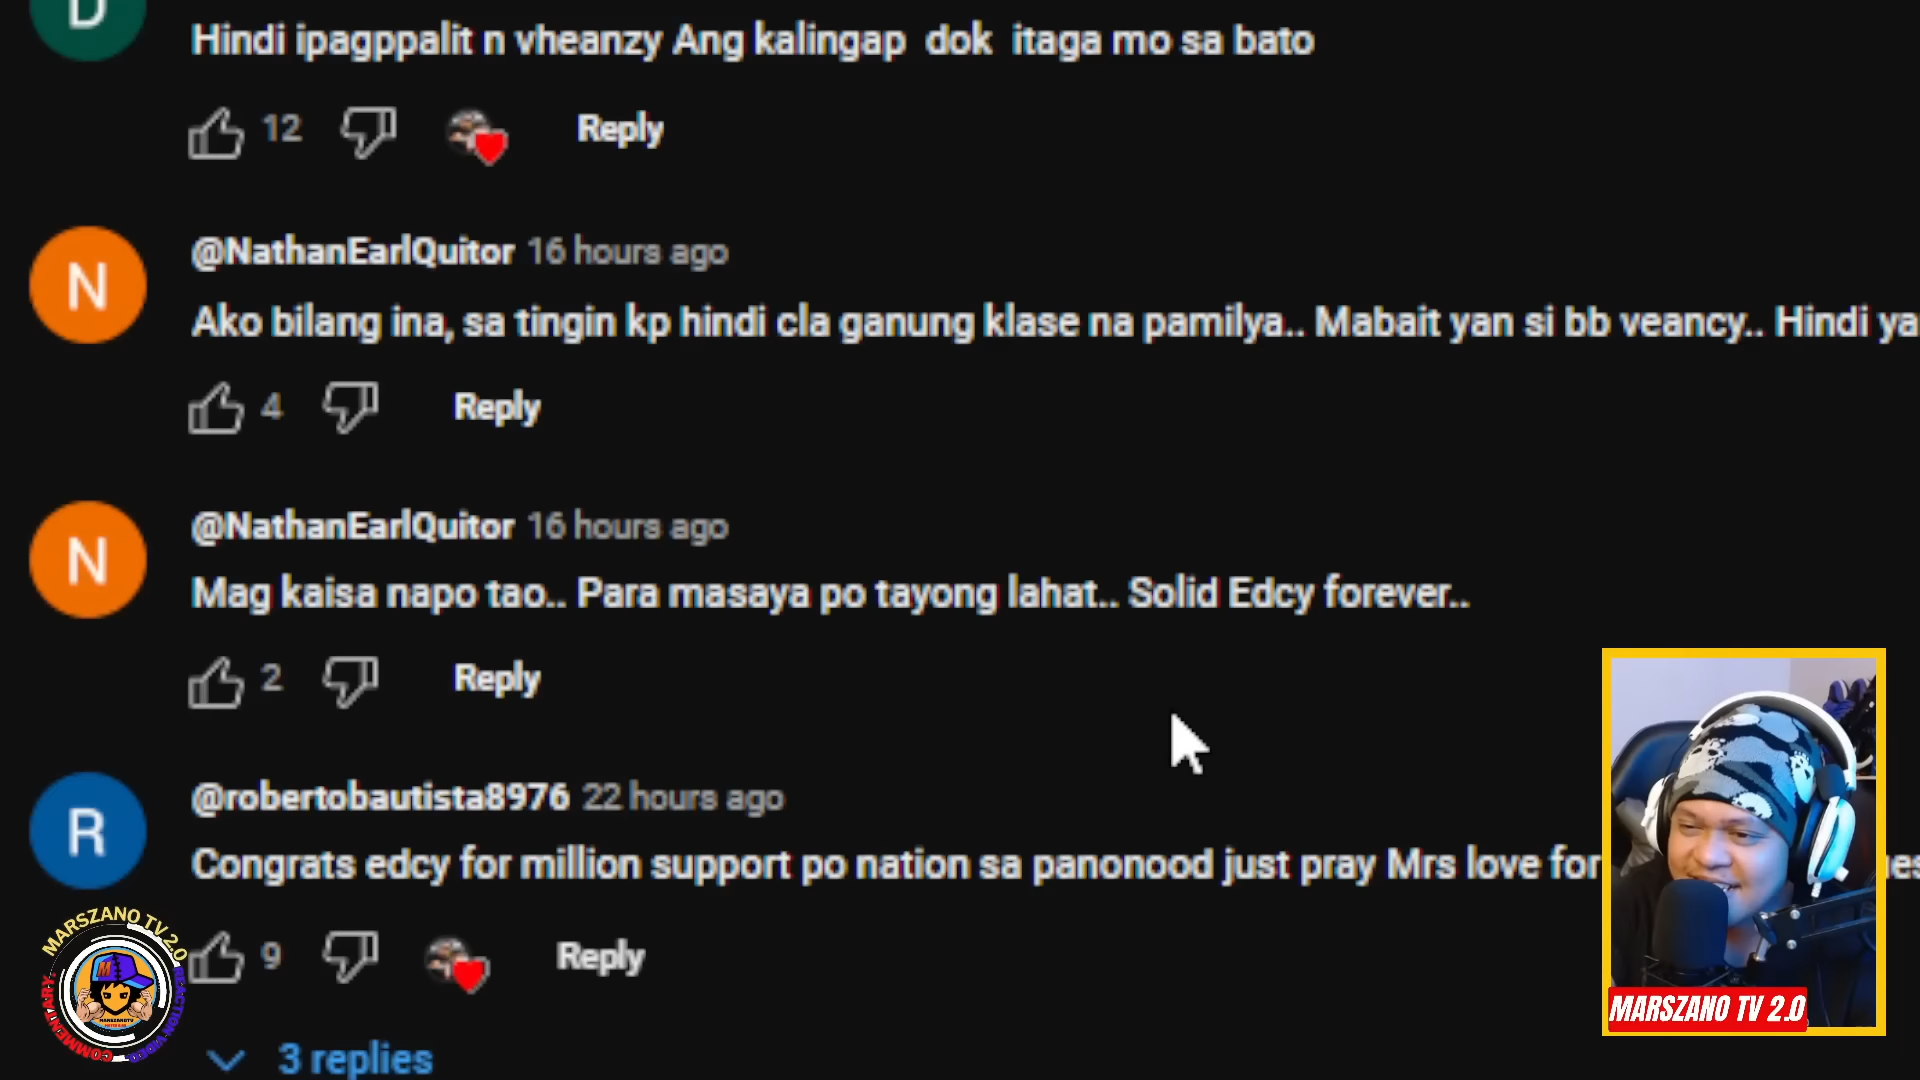 D
Hindi ipagppalit n vheanzy Ang kalingap dok itaga mo sa bato
12 Reply
N
@NathanEarlQuitor 16 hours ago
Ako bilang ina, sa tingin kp hindi cla ganung klase na pamilya.. Mabait yan si bb veancy.. Hindi ya
4 Reply
N
@NathanEarlQuitor 16 hours ago
Mag kaisa napo tao.. Para masaya po tayong lahat.. Solid Edcy forever..
2 Reply
R
@robertobautista8976 22 hours ago
Congrats edcy for million support po nation sa panonood just pray Mrs love for
9 Reply
3 replies
MARSZANO TV 2.0
REACTION VIDEO
COMMENTARY
M
MARSZANOTV
MARSZANO TV 2.0